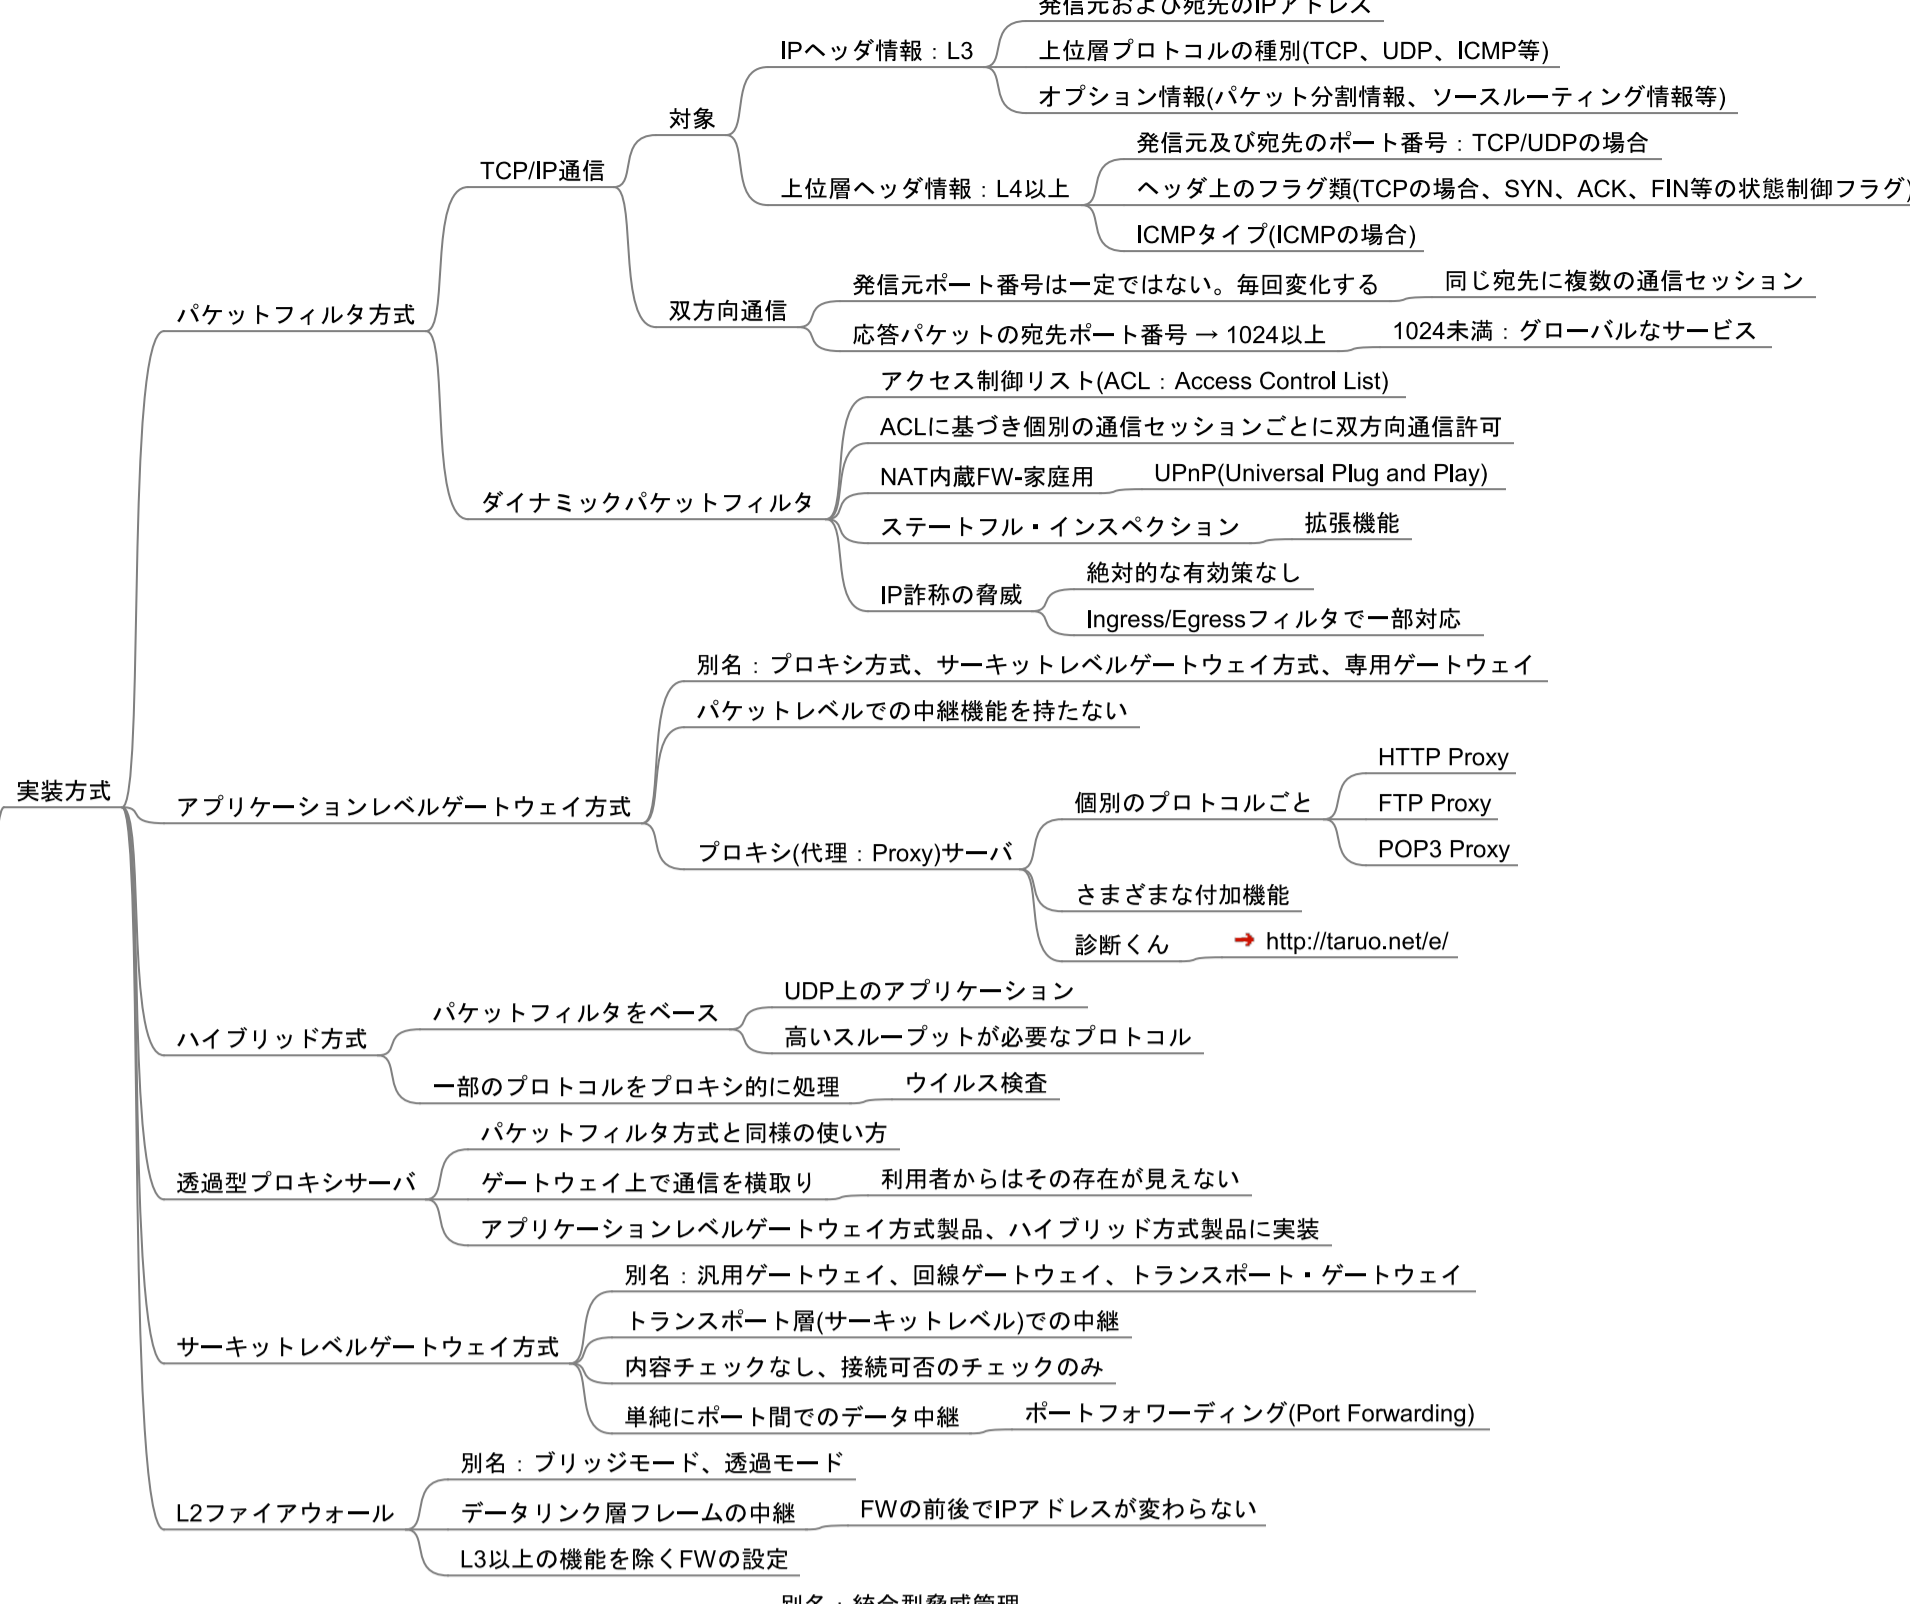 発信元および宛先のIPアドレス
IPヘッダ情報：L3
上位層プロトコルの種別(TCP、UDP、ICMP等)
オプション情報(パケット分割情報、ソースルーティング情報等)
対象
発信元及び宛先のポート番号：TCP/UDPの場合
TCP/IP通信
上位層ヘッダ情報：L4以上
ヘッダ上のフラグ類(TCPの場合、SYN、ACK、FIN等の状態制御フラグ)
ICMPタイプ(ICMPの場合)
パケットフィルタ方式
双方向通信
発信元ポート番号は一定ではない。毎回変化する
同じ宛先に複数の通信セッション
応答パケットの宛先ポート番号 → 1024以上
1024未満：グローバルなサービス
アクセス制御リスト(ACL：Access Control List)
ACLに基づき個別の通信セッションごとに双方向通信許可
NAT内蔵FW-家庭用
UPnP(Universal Plug and Play)
ダイナミックパケットフィルタ
ステートフル・インスペクション
拡張機能
IP詐称の脅威
絶対的な有効策なし
Ingress/Egressフィルタで一部対応
別名：プロキシ方式、サーキットレベルゲートウェイ方式、専用ゲートウェイ
パケットレベルでの中継機能を持たない
実装方式
アプリケーションレベルゲートウェイ方式
HTTP Proxy
個別のプロトコルごと
FTP Proxy
POP3 Proxy
プロキシ(代理：Proxy)サーバ
さまざまな付加機能
診断くん
http://taruo.net/e/
ハイブリッド方式
パケットフィルタをベース
UDP上のアプリケーション
高いスループットが必要なプロトコル
一部のプロトコルをプロキシ的に処理
ウイルス検査
パケットフィルタ方式と同様の使い方
透過型プロキシサーバ
ゲートウェイ上で通信を横取り
利用者からはその存在が見えない
アプリケーションレベルゲートウェイ方式製品、ハイブリッド方式製品に実装
別名：汎用ゲートウェイ、回線ゲートウェイ、トランスポート・ゲートウェイ
トランスポート層(サーキットレベル)での中継
サーキットレベルゲートウェイ方式
内容チェックなし、接続可否のチェックのみ
単純にポート間でのデータ中継
ポートフォワーディング(Port Forwarding)
別名：ブリッジモード、透過モード
L2ファイアウォール
データリンク層フレームの中継
FWの前後でIPアドレスが変わらない
L3以上の機能を除くFWの設定
別名：統合型脅威管理